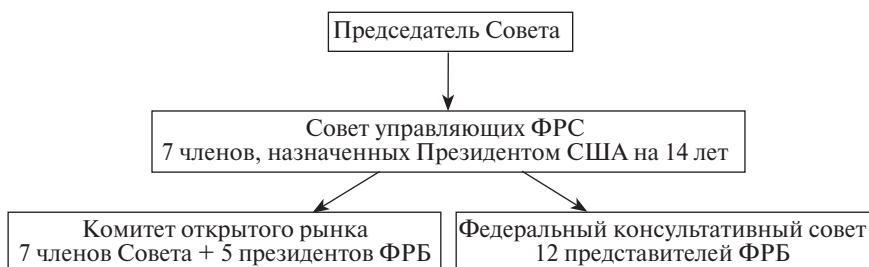 Председатель Совета
Совет управляющих ФРС
7 членов, назначенных Президентом США на 14 лет
Комитет открытого рынка
7 членов Совета + 5 президентов ФРБ
Федеральный консультативный совет
12 представителей ФРБ